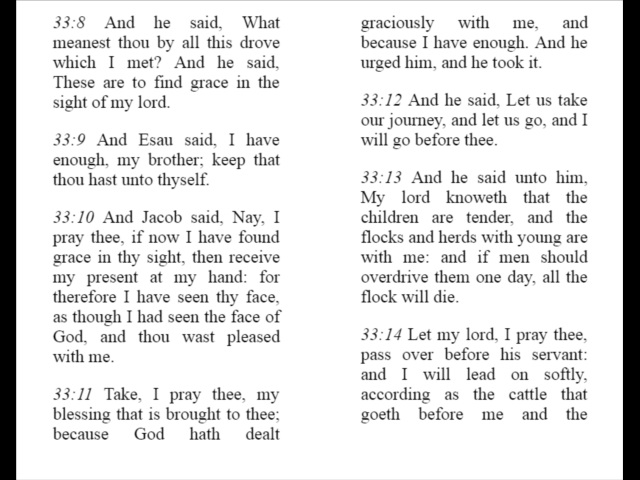 33:8 And he said, What
meanest thou by all this drove
which I met? And he said,
These are to find grace in the
sight of my lord.
33:9 And Esau said, I have
enough, my brother; keep that
thou hast unto thyself.
33:10 And Jacob said, Nay, I
pray thee, if now I have found
grace in thy sight, then receive
my present at my hand: for
therefore I have seen thy face,
as though I had seen the face of
God, and thou wast pleased
with me.
33:11 Take, I pray thee, my
blessing that is brought to thee;
because God hath dealt
graciously with me, and
because I have enough. And he
urged him, and he took it.
33:12 And he said, Let us take
our journey, and let us go, and I
will go before thee.
33:13 And he said unto him,
My lord knoweth that the
children are tender, and the
flocks and herds with young are
with me: and if men should
overdrive them one day, all the
flock will die.
33:14 Let my lord, I pray thee,
pass over before his servant:
and I will lead on softly,
according as the cattle that
goeth before me and the